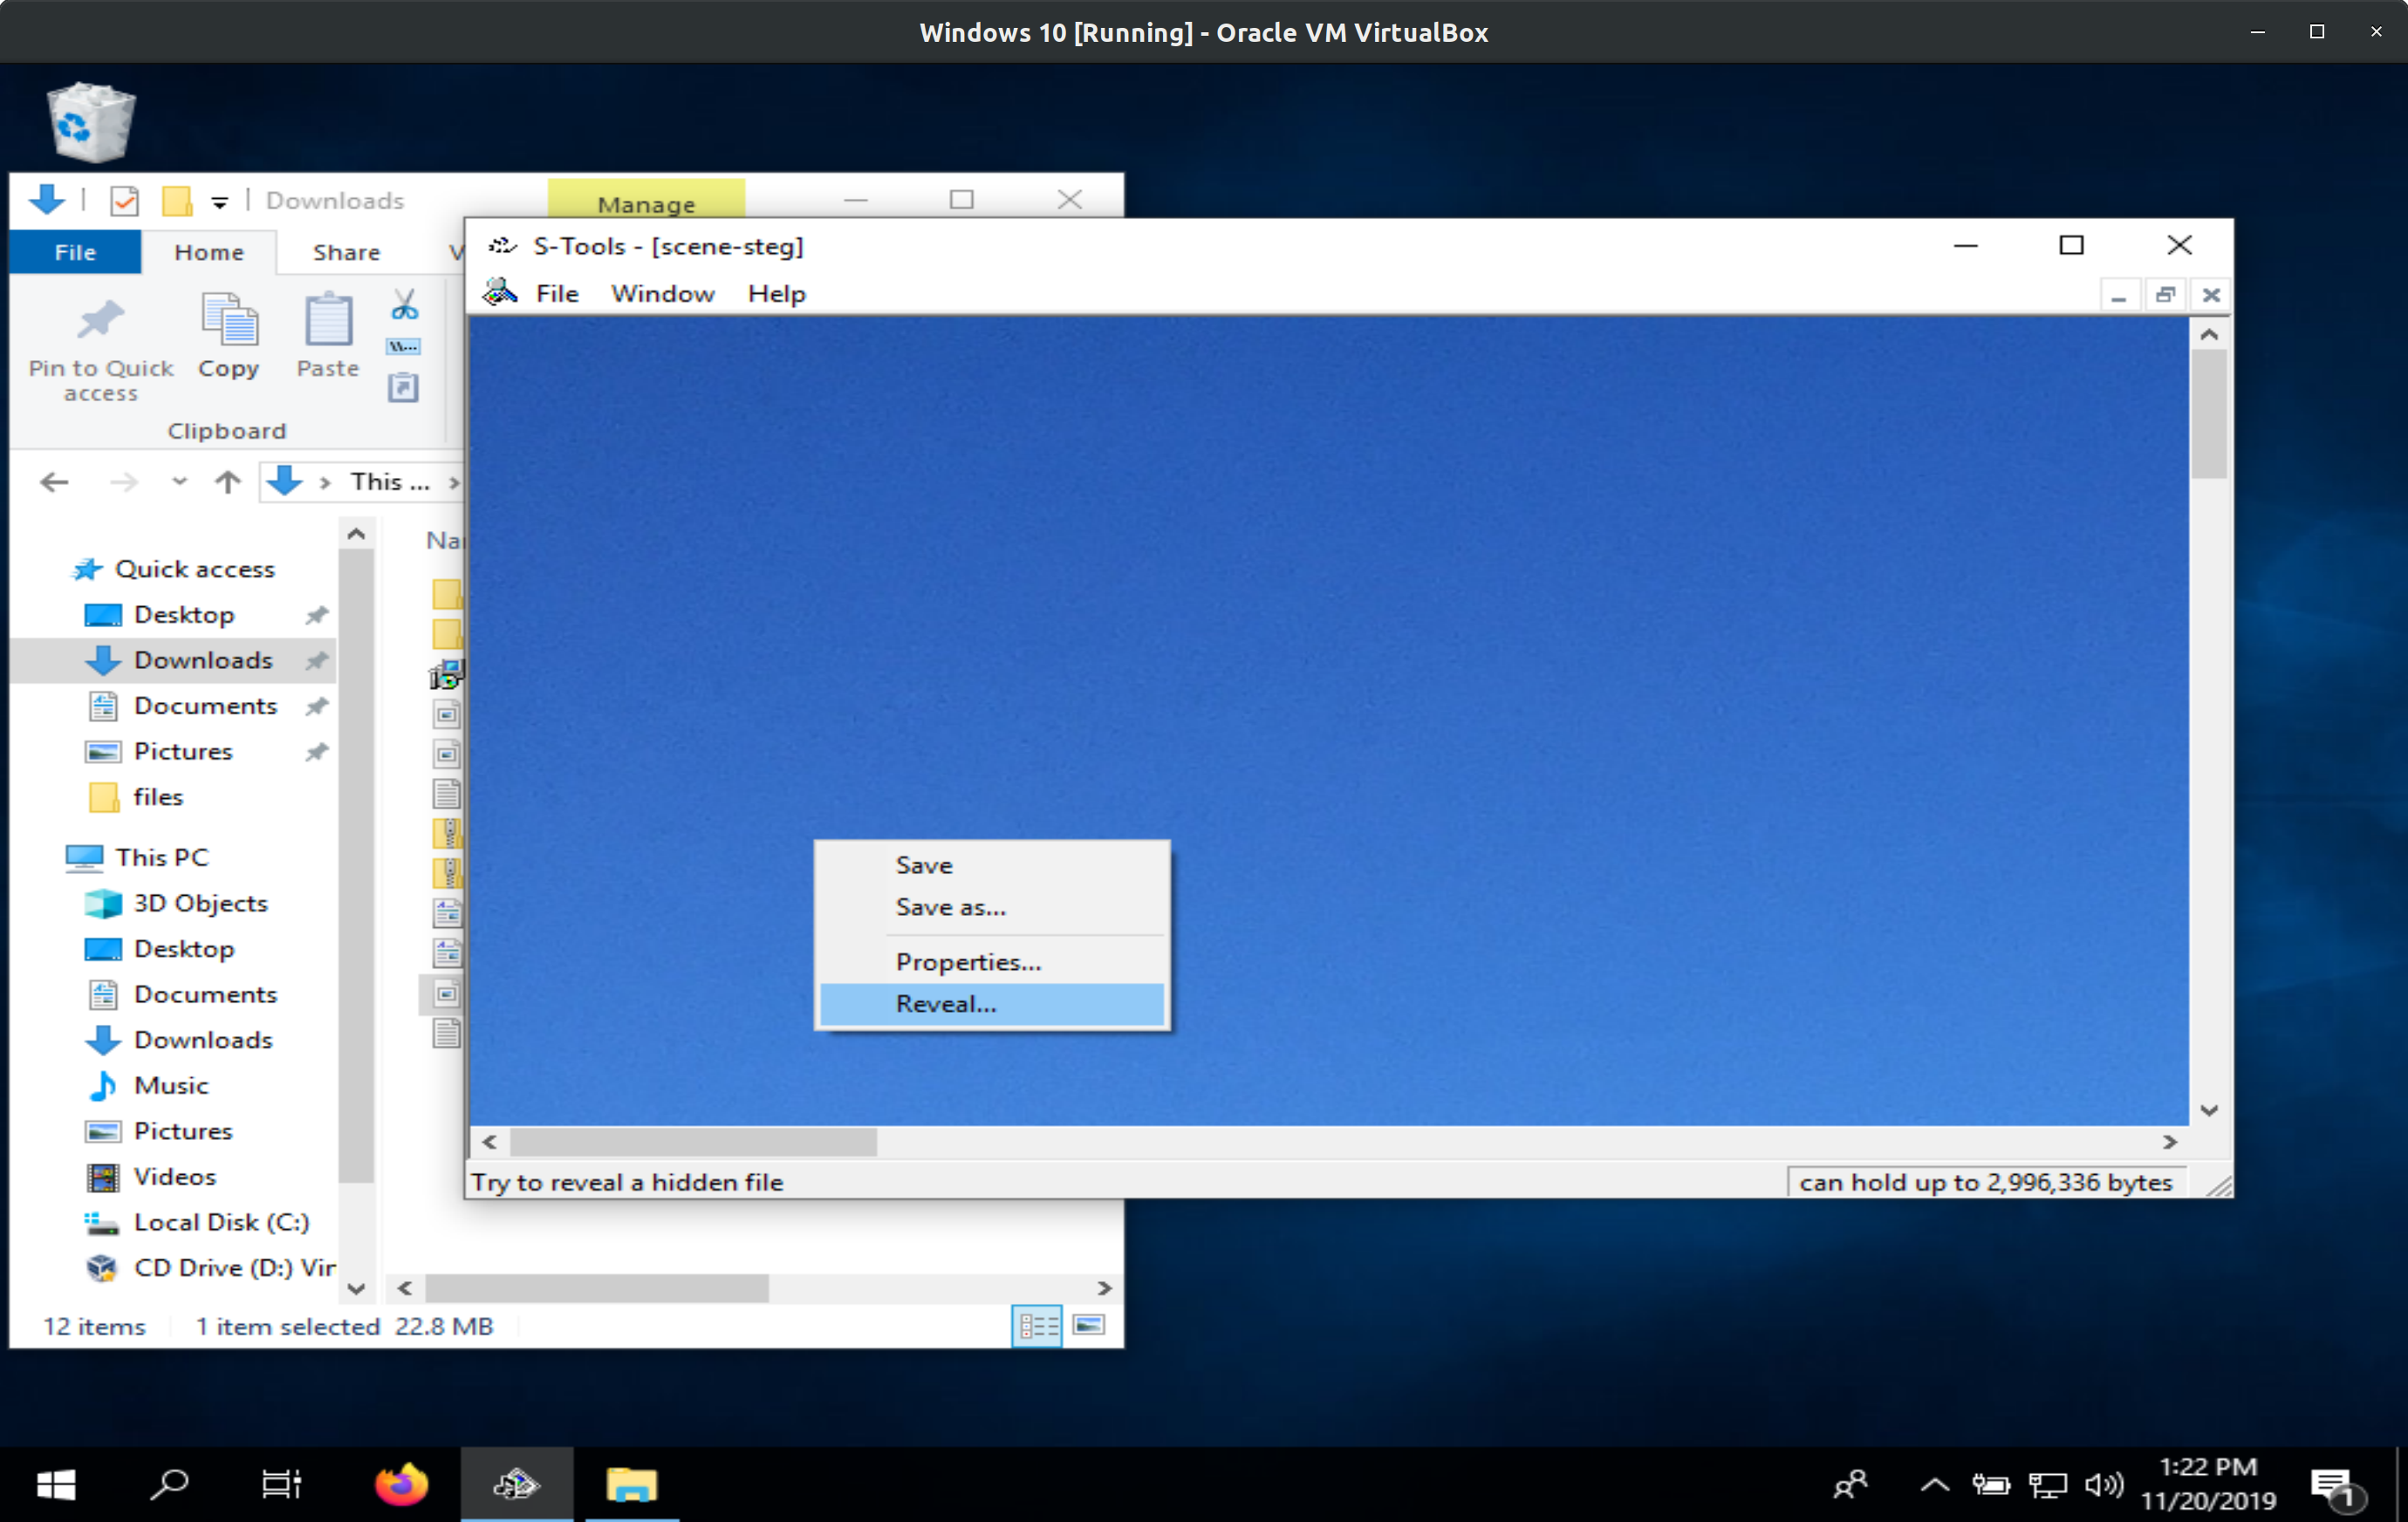 Windows 10 [Running] - Oracle VM VirtualBox
Downloads
Manage
File Home Share V
Pin to Quick access
Copy
Paste
Clipboard
This ...
Quick access
Desktop
Downloads
Documents
Pictures
files
This PC
3D Objects
Desktop
Documents
Downloads
Music
Pictures
Videos
Local Disk (C:)
CD Drive (D:) Vir
12 items 1 item selected 22.8 MB
S-Tools - [scene-steg]
File Window Help
Save
Save as...
Properties...
Reveal...
Try to reveal a hidden file
can hold up to 2,996,336 bytes
1:22 PM
11/20/2019
1